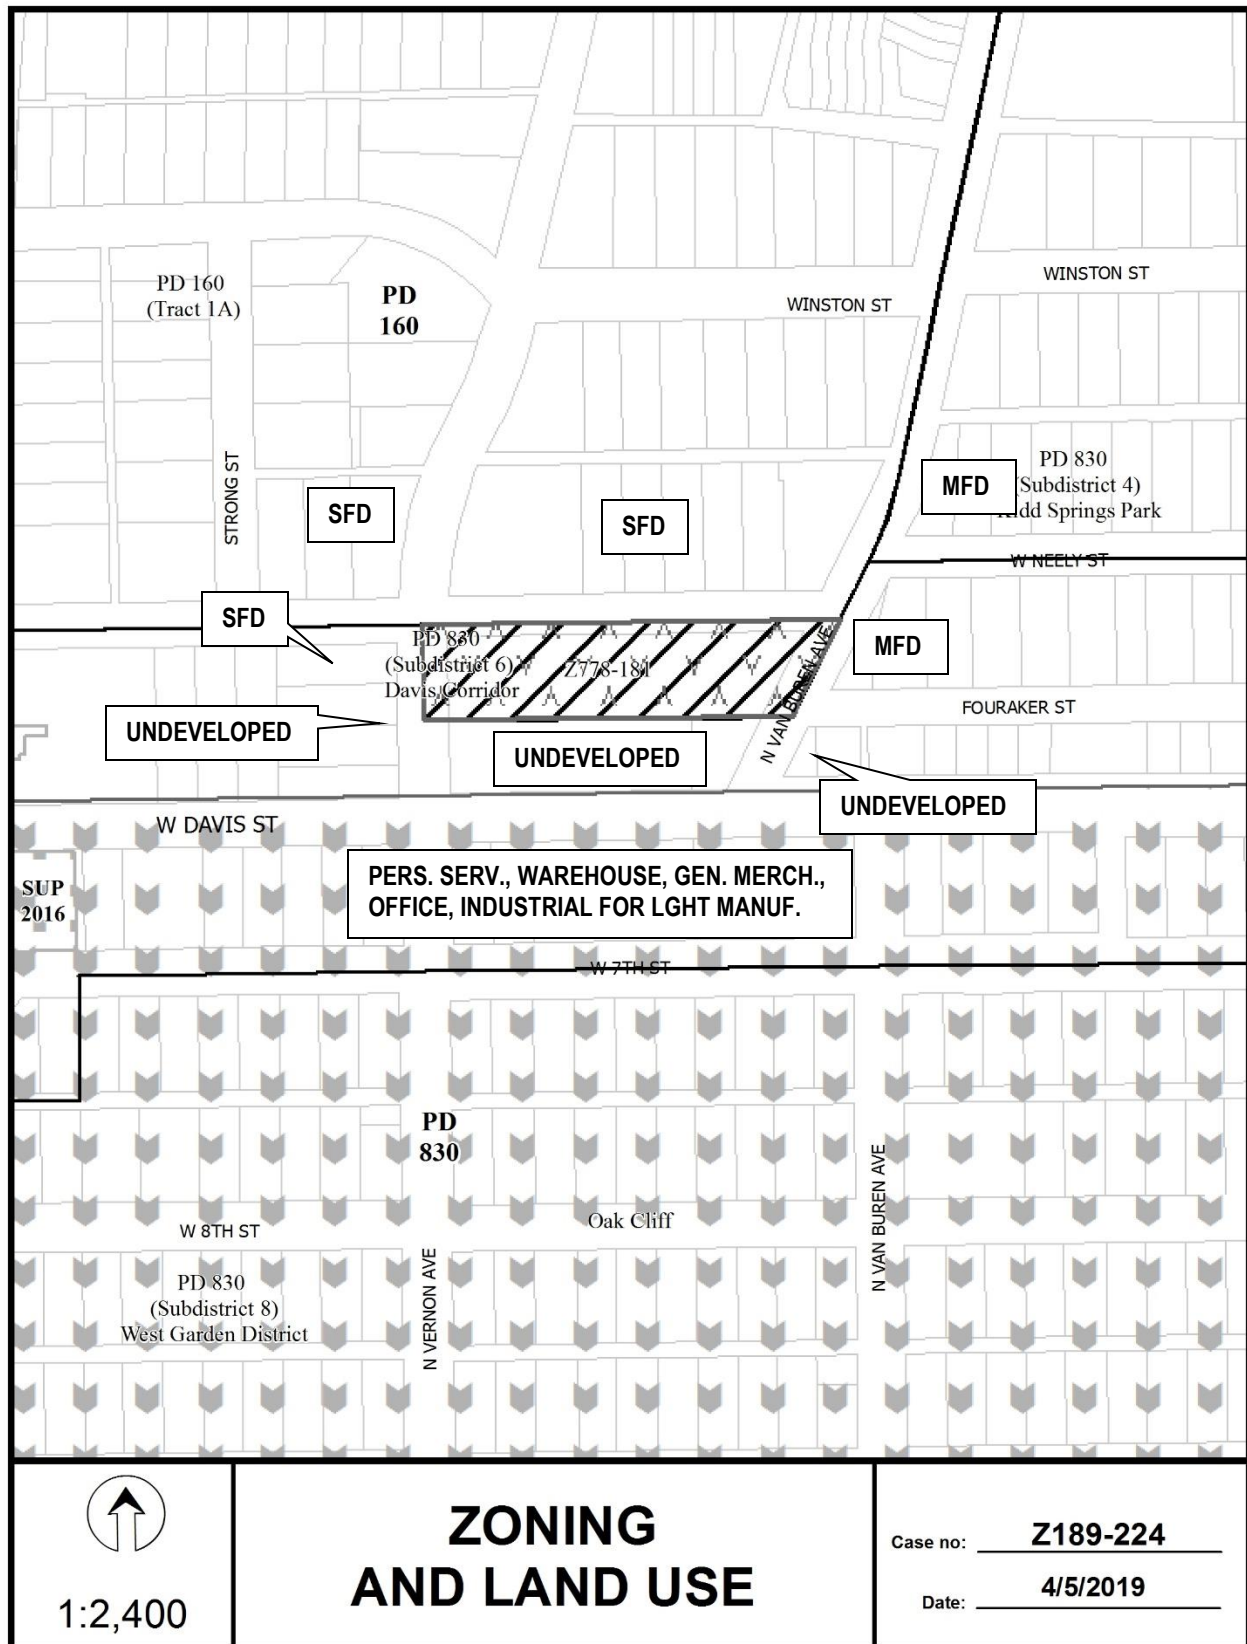 WINSTON ST
PD 160
(Tract 1A)
PD
160
WINSTON ST
STRONG ST
MFD
PD 830
(Subdistrict 4)
Kidd Springs Park
SFD
SFD
W NEELY ST
SFD
PD 830
(Subdistrict 6)
Davis Corridor
Z778-181
N VAN BUREN AVE
MFD
FOURAKER ST
UNDEVELOPED
UNDEVELOPED
UNDEVELOPED
W DAVIS ST
SUP
2016
PERS. SERV., WAREHOUSE, GEN. MERCH.,
OFFICE, INDUSTRIAL FOR LGHT MANUF.
W 7TH ST
PD
830
N VAN BUREN AVE
Oak Cliff
W 8TH ST
N VERNON AVE
PD 830
(Subdistrict 8)
West Garden District
1:2,400
ZONING
AND LAND USE
Case no: Z189-224
Date: 4/5/2019